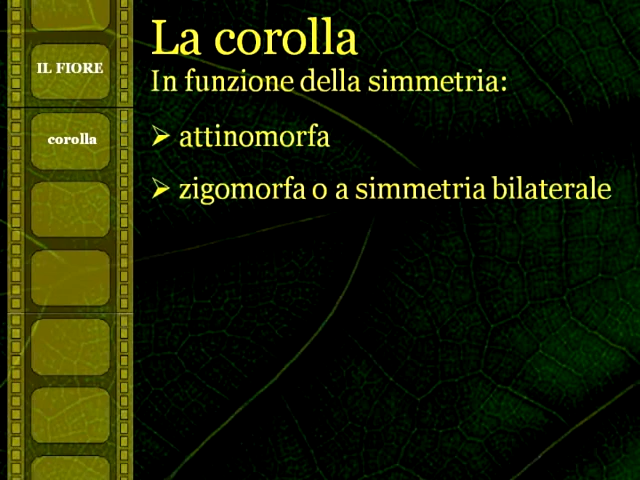 La corolla
In funzione della simmetria:
IL FIORE
➢ attinomorfa
corolla
➢ zigomorfa o a simmetria bilaterale